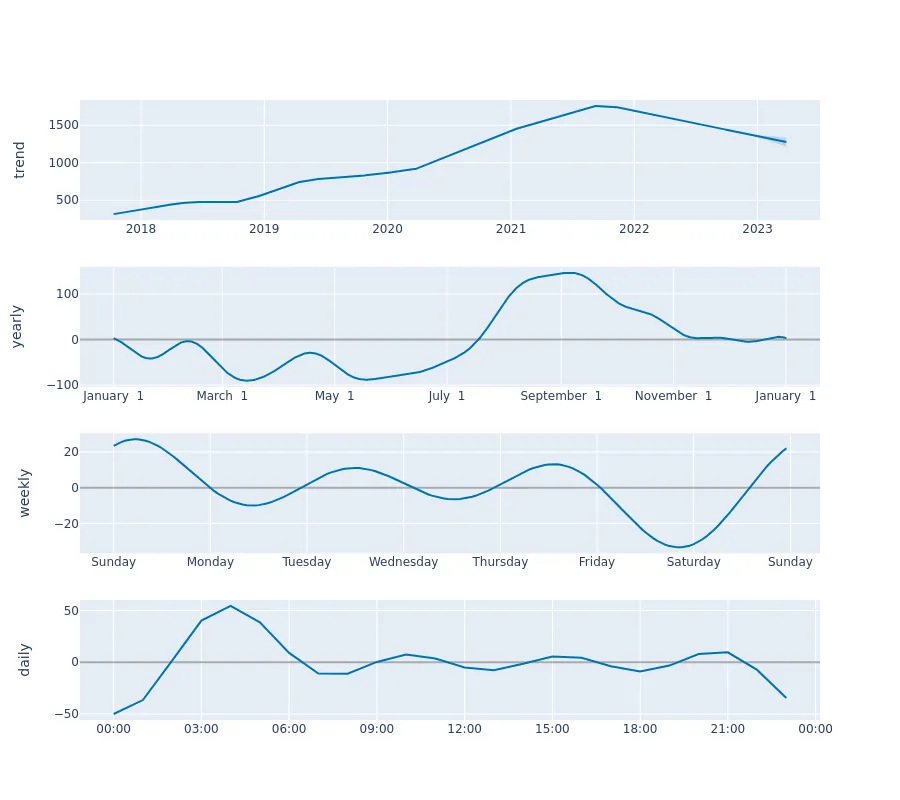 trend
1500
1000
500
2018 2019 2020 2021 2022 2023
yearly
100
0
−100
January 1 March 1 May 1 July 1 September 1 November 1 January 1
weekly
20
0
−20
Sunday Monday Tuesday Wednesday Thursday Friday Saturday Sunday
daily
50
0
−50
00:00 03:00 06:00 09:00 12:00 15:00 18:00 21:00 00:00